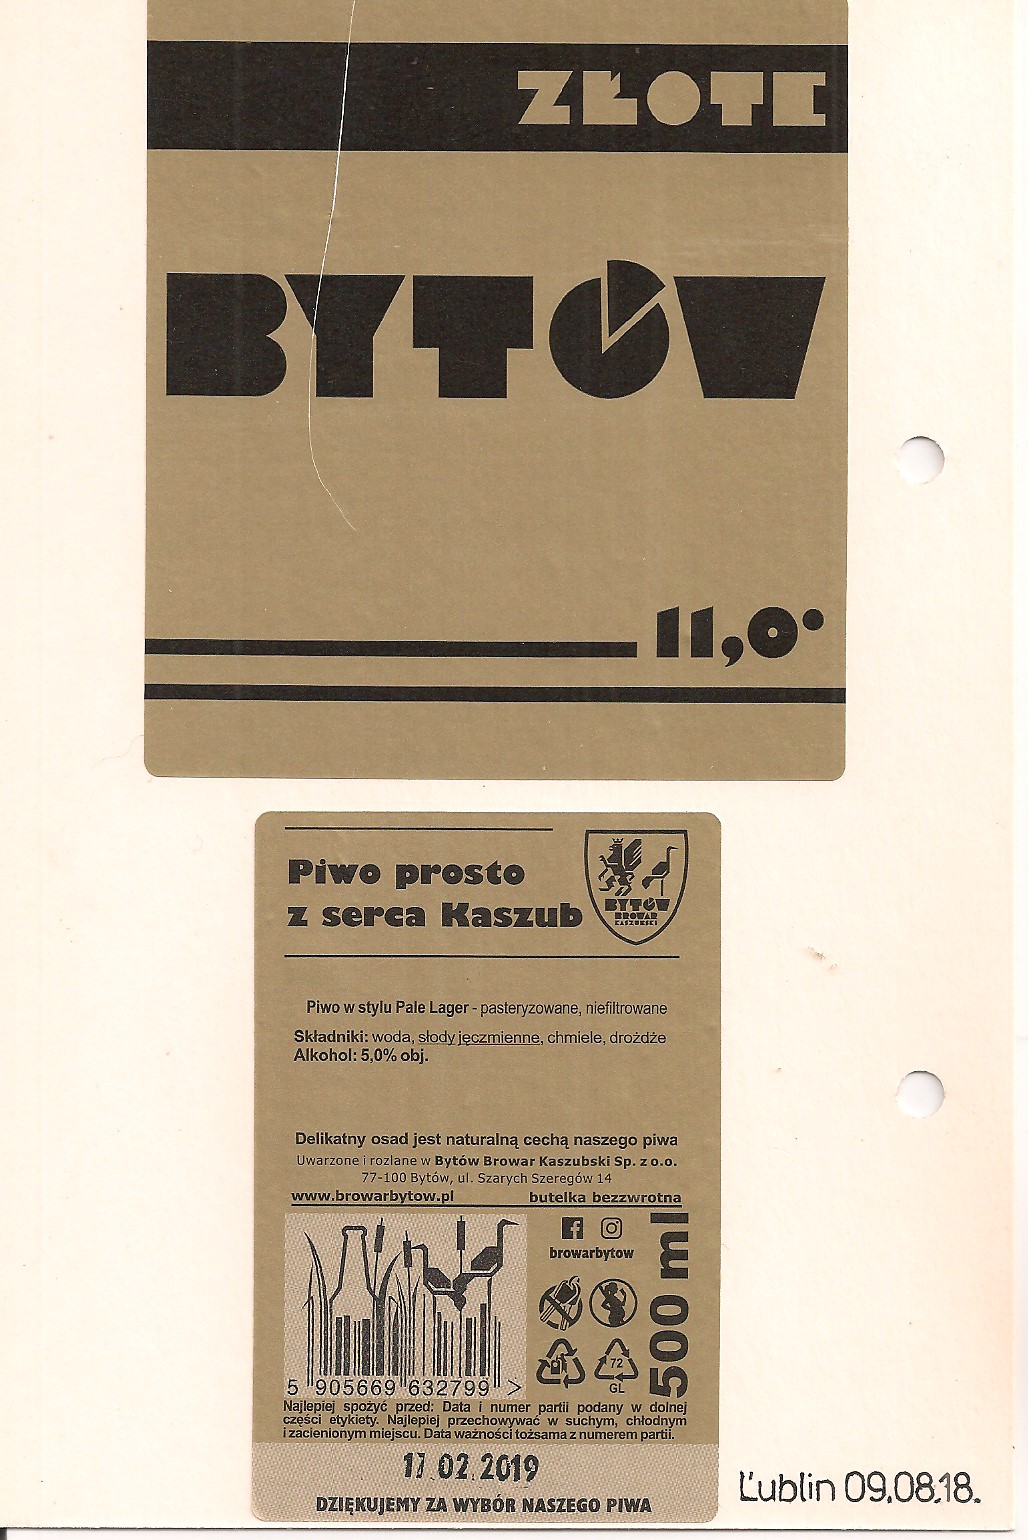 ZŁOTE
BYTÓW
11,0°
Piwo prosto
z serca Kaszub
BYTÓW
BROWAR
KASZUBSKI
Piwo w stylu Pale Lager - pasteryzowane, niefiltrowane
Składniki: woda, słody jęczmienne, chmiele, drożdże
Alkohol: 5,0% obj.
Delikatny osad jest naturalną cechą naszego piwa
Uwarzone i rozlane w Bytów Browar Kaszubski Sp. z o.o.
77-100 Bytów, ul. Szarych Szeregów 14
www.browarbytow.pl butelka bezzwrotna
browarbytow
500 ml
72
GL
5 905669 632799 >
Najlepiej spożyć przed: Data i numer partii podany w dolnej
części etykiety. Najlepiej przechowywać w suchym, chłodnym
i zacienionym miejscu. Data ważności tożsama z numerem partii.
17.02.2019
DZIĘKUJEMY ZA WYBÓR NASZEGO PIWA
Ľublin 09.08.18.